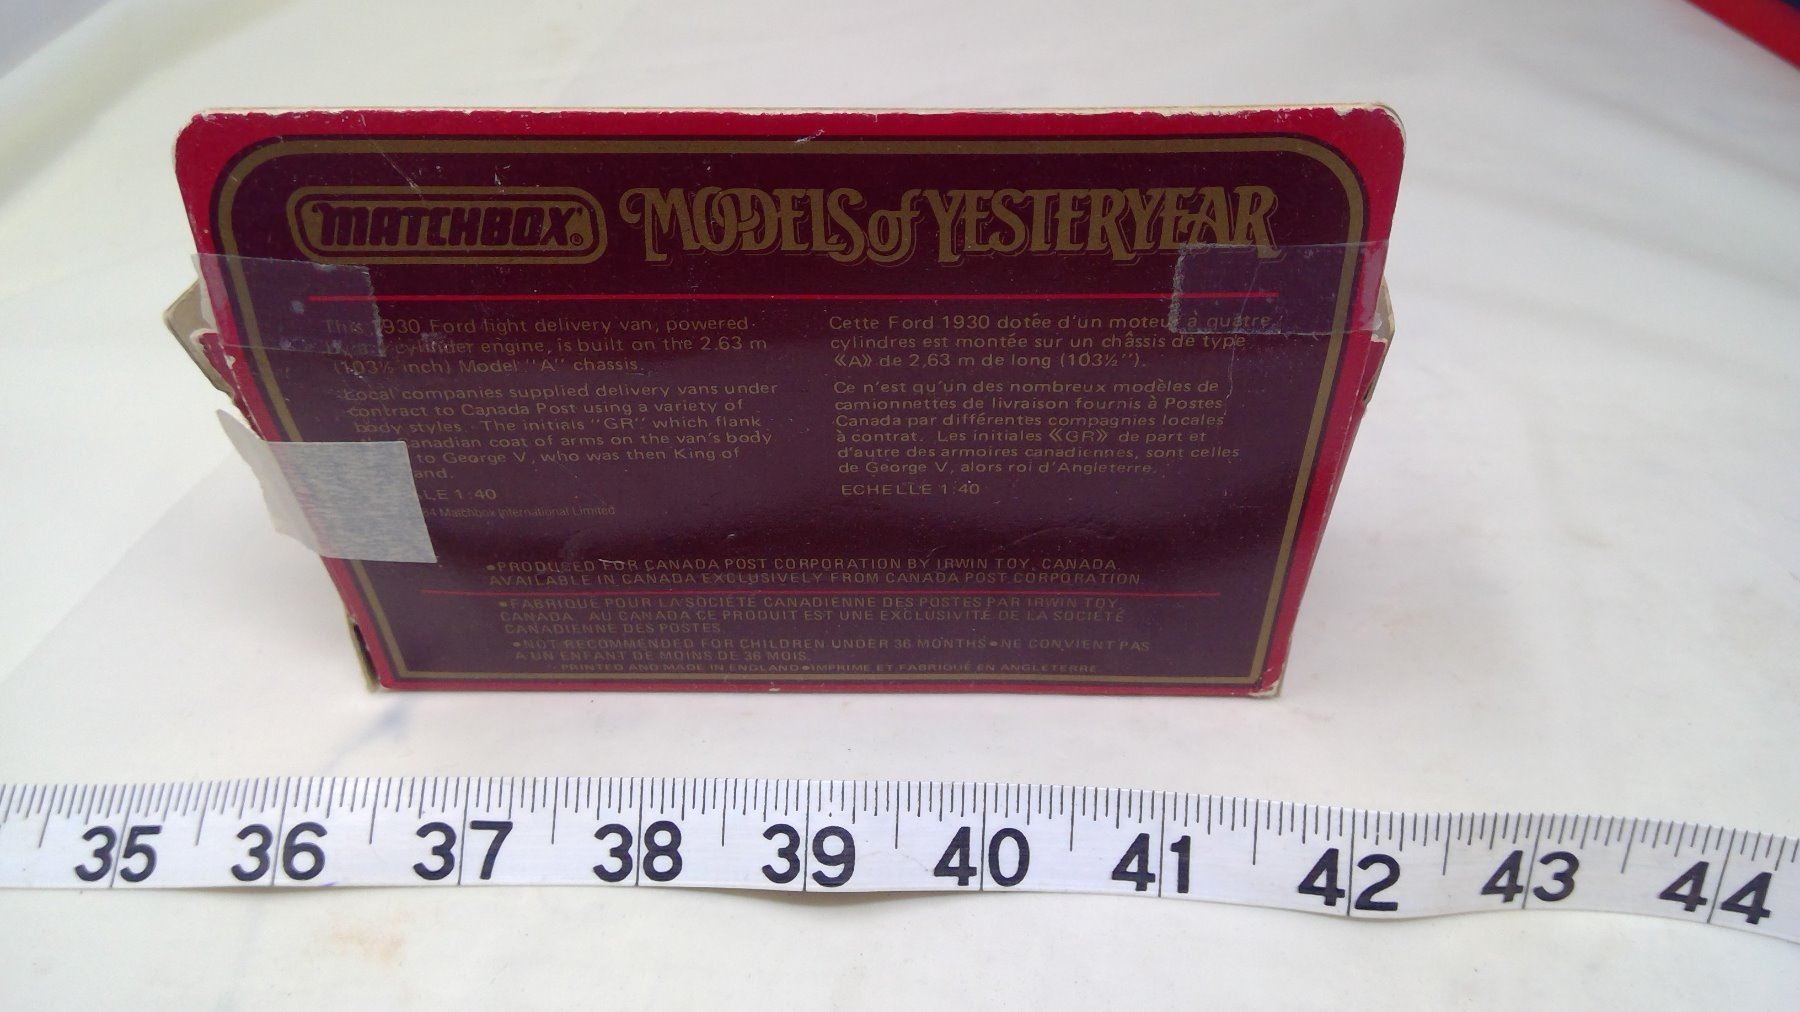 MATCHBOX® MODELS of YESTERYEAR
This 1930 Ford light delivery van, powered
cylinder engine, is built on the 2.63 m
(103½ inch) Model "A" chassis.
Local companies supplied delivery vans under
contract to Canada Post using a variety of
body styles. The initials "GR" which flank
anadian coat of arms on the van's body
to George V, who was then King of
and.
LE 1:40
84 Matchbox International Limited
Cette Ford 1930 dotée d'un moteur à quatre
cylindres est montée sur un châssis de type
《A》 de 2,63 m de long (103½").
Ce n'est qu'un des nombreux modèles de
camionnettes de livraison fournis à Postes
Canada par différentes compagnies locales
à contrat. Les initiales 《GR》 de part et
d'autre des armoires canadiennes, sont celles
de George V, alors roi d'Angleterre.
ECHELLE 1:40
•PRODUCED FOR CANADA POST CORPORATION BY IRWIN TOY, CANADA.
AVAILABLE IN CANADA EXCLUSIVELY FROM CANADA POST CORPORATION
•FABRIQUE POUR LA SOCIÉTÉ CANADIENNE DES POSTES PAR IRWIN TOY,
CANADA. AU CANADA CE PRODUIT EST UNE EXCLUSIVITÉ DE LA SOCIÉTÉ
CANADIENNE DES POSTES.
•NOT RECOMMENDED FOR CHILDREN UNDER 36 MONTHS•NE CONVIENT PAS
A UN ENFANT DE MOINS DE 36 MOIS.
PRINTED AND MADE IN ENGLAND•IMPRIMÉ ET FABRIQUÉ EN ANGLETERRE
35 36 37 38 39 40 41 42 43 44